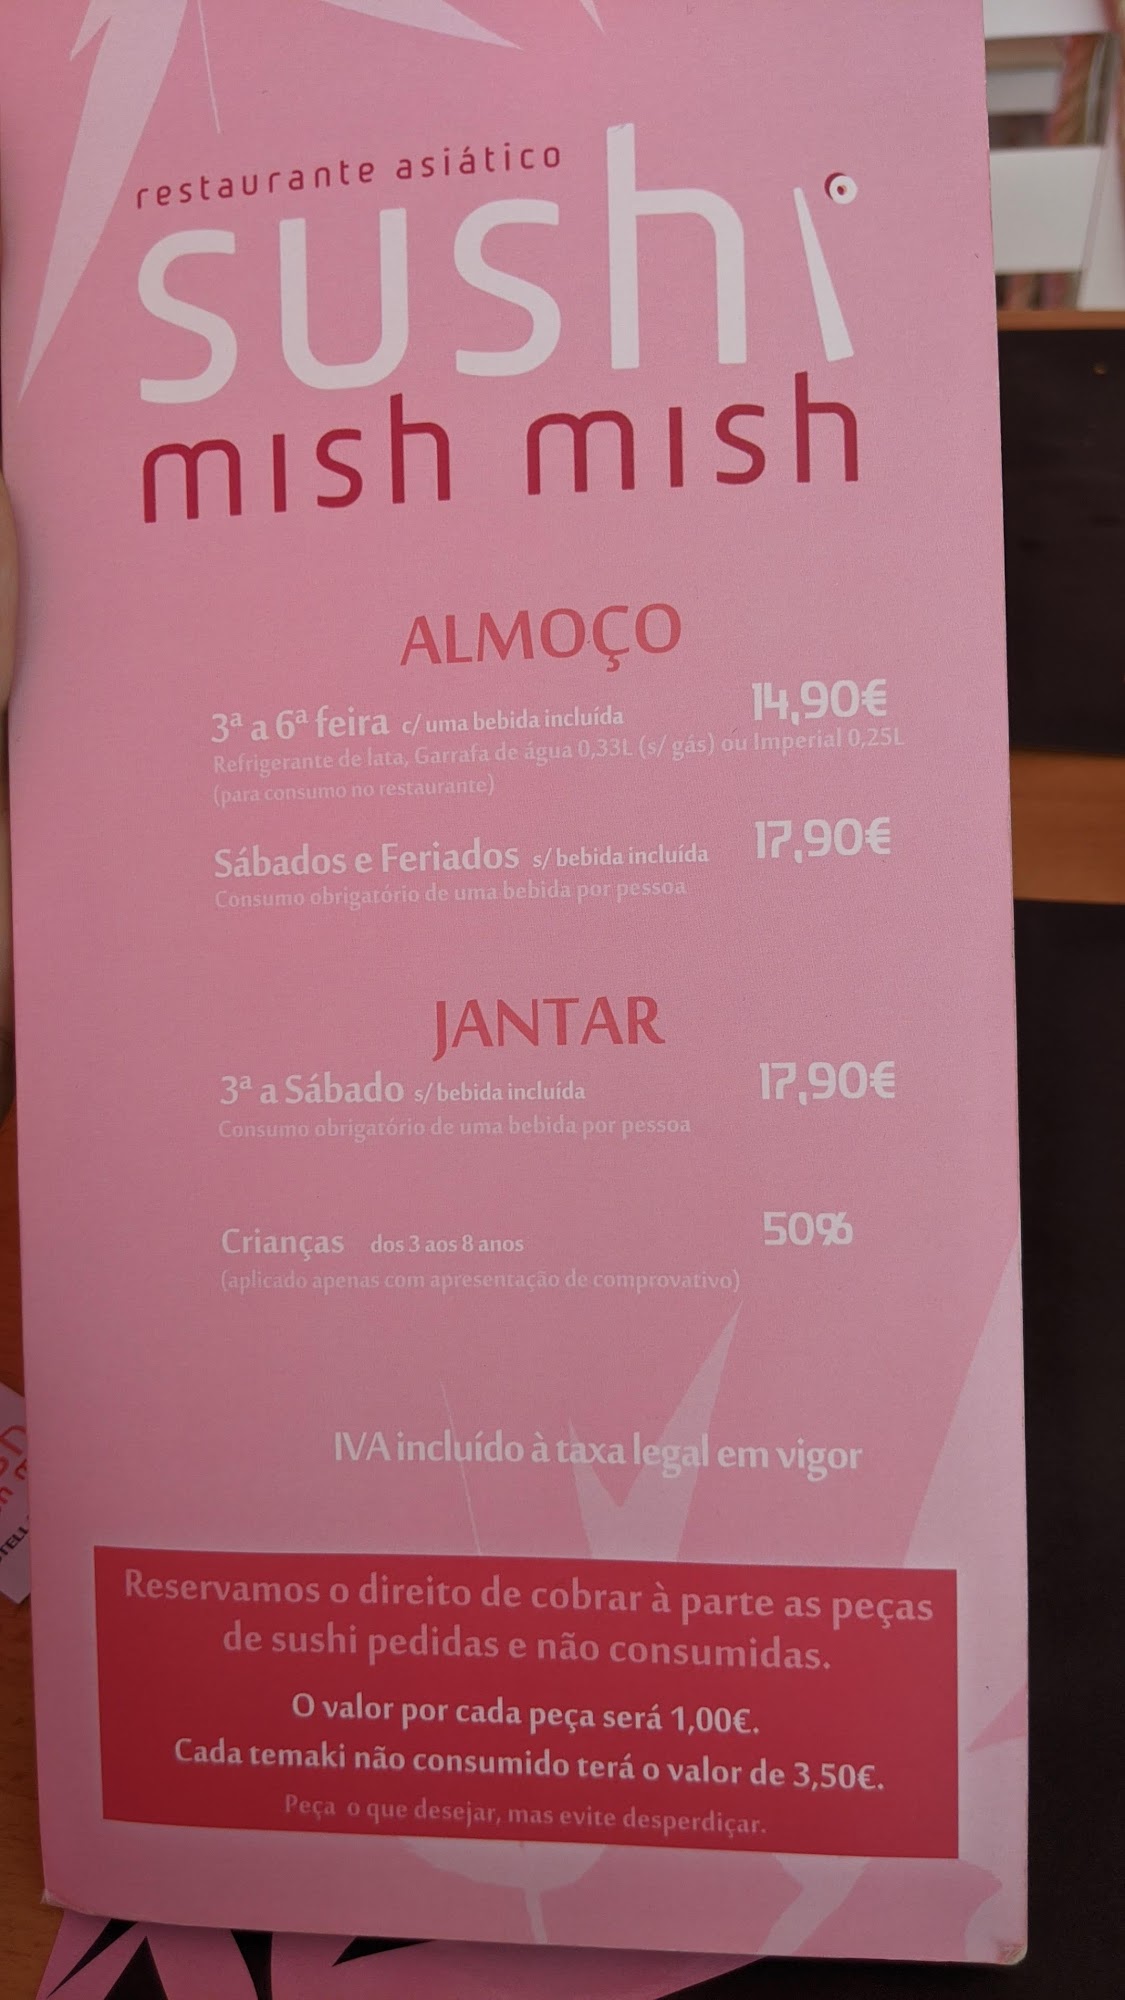 restaurante asiático
sushi
mish mish
ALMOÇO
3ª a 6ª feira c/ uma bebida incluída 14,90€
Refrigerante de lata, Garrafa de água 0,33L (s/ gás) ou Imperial 0,25L
(para consumo no restaurante)
Sábados e Feriados s/ bebida incluída 17,90€
Consumo obrigatório de uma bebida por pessoa
JANTAR
3ª a Sábado s/ bebida incluída 17,90€
Consumo obrigatório de uma bebida por pessoa
Crianças dos 3 aos 8 anos 50%
(aplicado apenas com apresentação de comprovativo)
IVA incluído à taxa legal em vigor
Reservamos o direito de cobrar à parte as peças
de sushi pedidas e não consumidas.
O valor por cada peça será 1,00€.
Cada temaki não consumido terá o valor de 3,50€.
Peça o que desejar, mas evite desperdiçar.